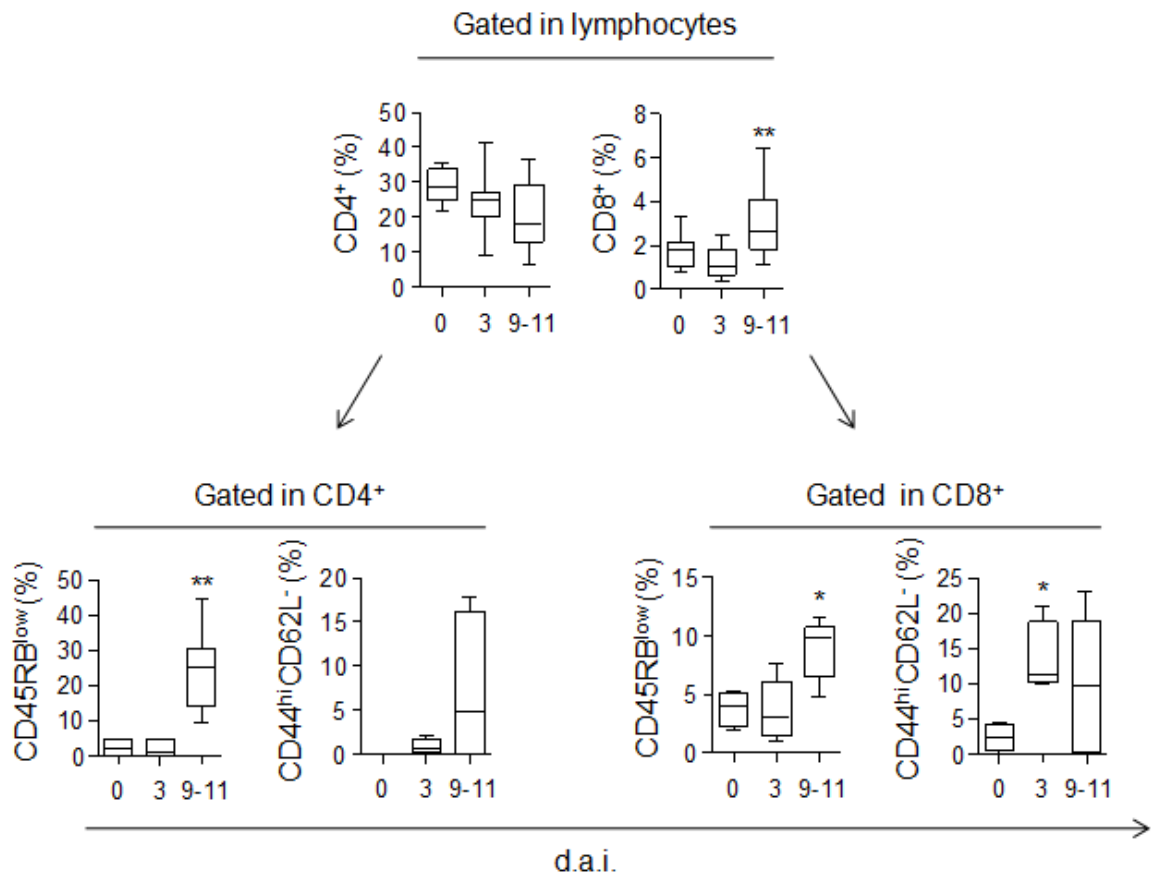 Gated in lymphocytes
CD4⁺ (%)
50
40
30
20
10
0
0 3 9-11
CD8⁺ (%)
8
6
4
2
0
**
0 3 9-11
Gated in CD4⁺
CD45RBˡᵒʷ (%)
50
40
30
20
10
0
**
0 3 9-11
CD44ʰⁱCD62L⁻ (%)
20
15
10
5
0
0 3 9-11
Gated in CD8⁺
CD45RBˡᵒʷ (%)
15
10
5
0
*
0 3 9-11
CD44ʰⁱCD62L⁻ (%)
25
20
15
10
5
0
*
0 3 9-11
d.a.i.